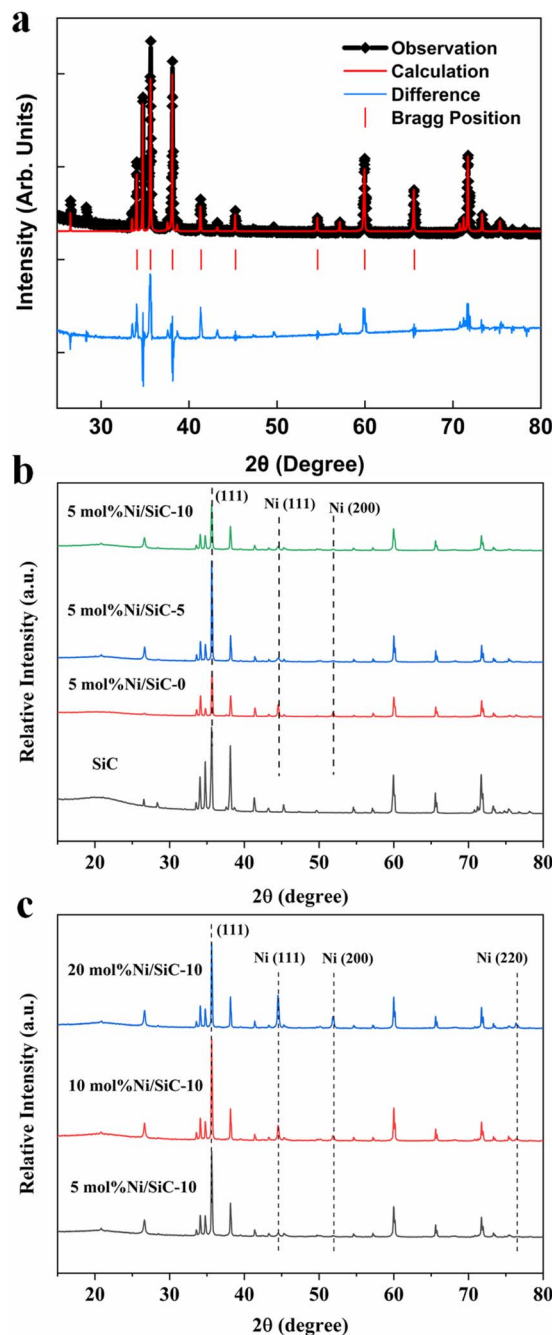 a
Observation
Calculation
Difference
Bragg Position
Intensity (Arb. Units)
30 40 50 60 70 80
2θ (Degree)
b
(111)
Ni (111)
Ni (200)
5 mol%Ni/SiC-10
5 mol%Ni/SiC-5
5 mol%Ni/SiC-0
SiC
Relative Intensity (a.u.)
20 30 40 50 60 70 80
2θ (degree)
c
(111)
Ni (111)
Ni (200)
Ni (220)
20 mol%Ni/SiC-10
10 mol%Ni/SiC-10
5 mol%Ni/SiC-10
Relative Intensity (a.u.)
20 30 40 50 60 70 80
2θ (degree)